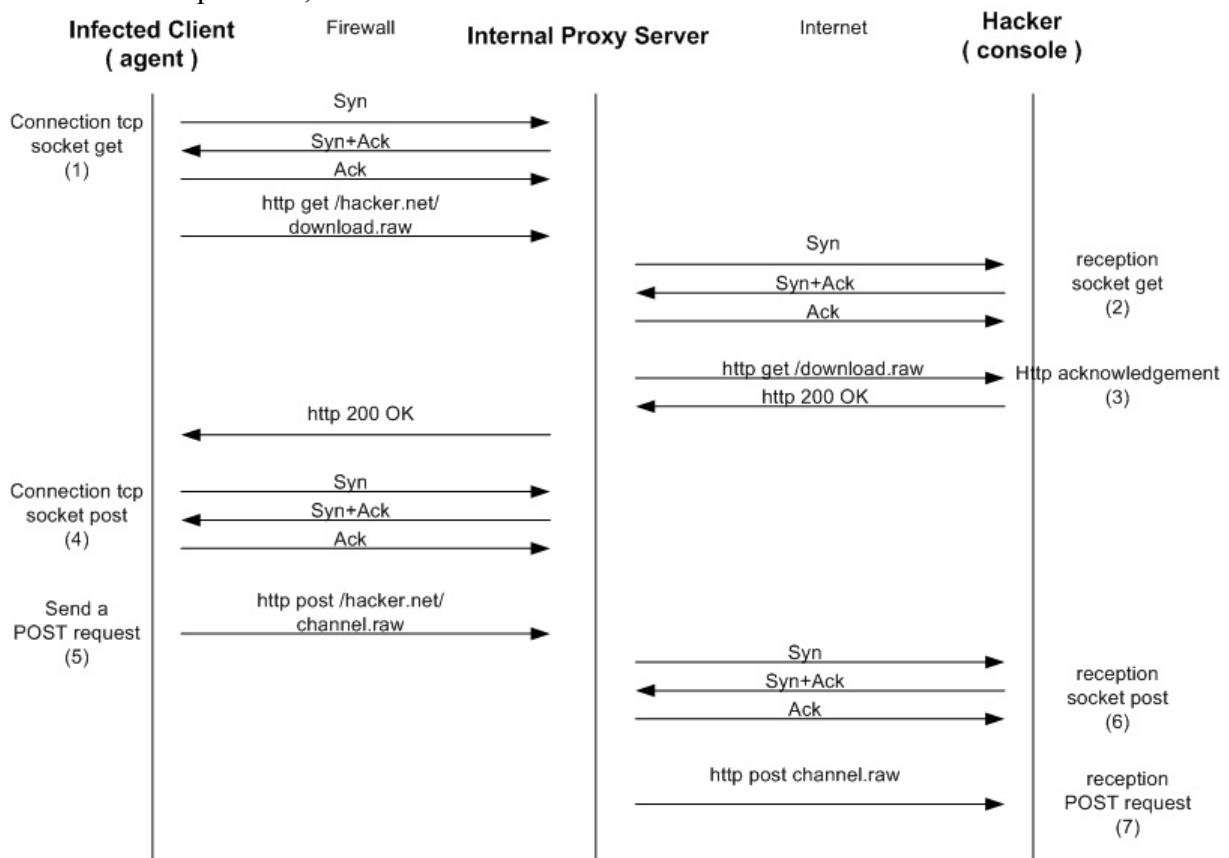 Infected Client
( agent )
Firewall
Internal Proxy Server
Internet
Hacker
( console )
Connection tcp
socket get
(1)
Syn
Syn+Ack
Ack
http get /hacker.net/
download.raw
Syn
Syn+Ack
Ack
reception
socket get
(2)
http get /download.raw
http 200 OK
Http acknowledgement
(3)
http 200 OK
Connection tcp
socket post
(4)
Syn
Syn+Ack
Ack
Send a
POST request
(5)
http post /hacker.net/
channel.raw
Syn
Syn+Ack
Ack
reception
socket post
(6)
http post channel.raw
reception
POST request
(7)